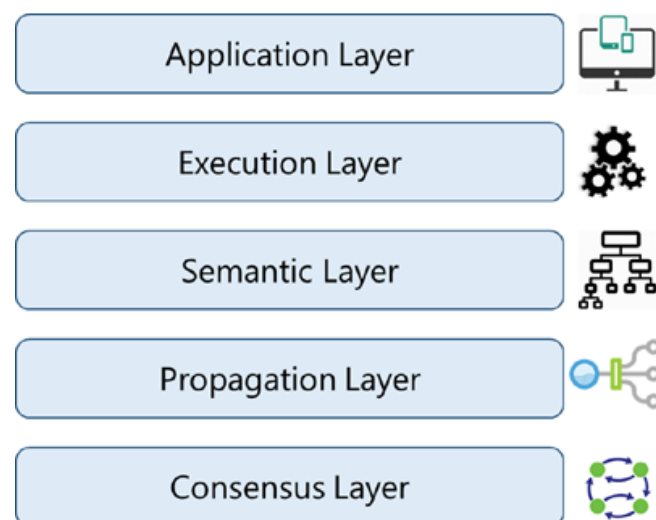 Application Layer
Execution Layer
Semantic Layer
Propagation Layer
Consensus Layer